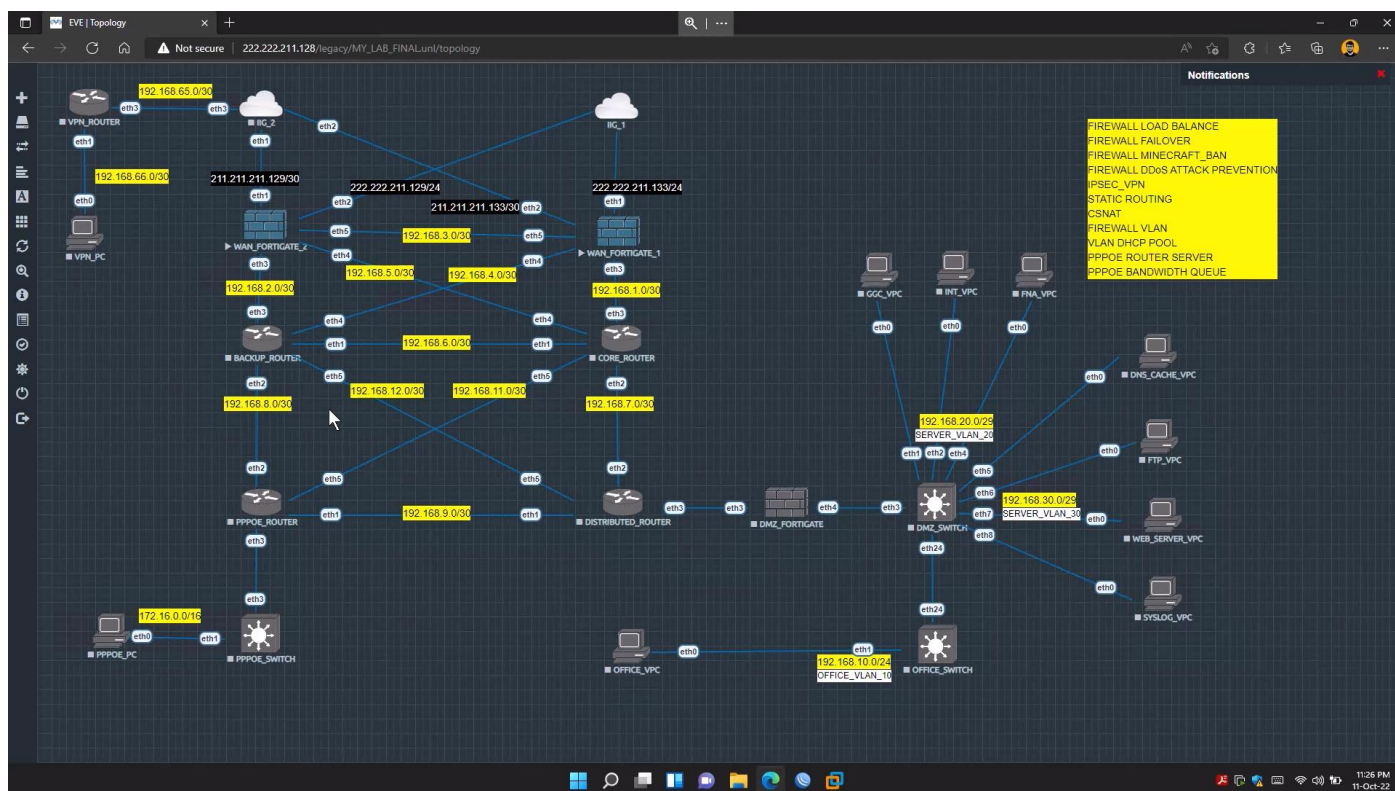 EVE | Topology
Not secure
222.222.211.128/legacy/MY_LAB_FINAL.unl/topology
Notifications
192.168.65.0/30
eth3
eth3
VPN_ROUTER
IIG_2
eth2
IIG_1
eth1
eth1
192.168.66.0/30
211.211.211.129/30
222.222.211.129/24
222.222.211.133/24
eth1
eth2
211.211.211.133/30
eth2
eth1
eth0
VPN_PC
eth5
192.168.3.0/30
eth5
WAN_FORTIGATE_2
WAN_FORTIGATE_1
eth3
eth4
eth4
eth3
192.168.5.0/30
192.168.4.0/30
192.168.2.0/30
192.168.1.0/30
eth3
eth4
eth4
eth3
eth1
192.168.6.0/30
eth1
BACKUP_ROUTER
CORE_ROUTER
eth2
eth5
eth5
eth2
192.168.12.0/30
192.168.11.0/30
192.168.8.0/30
192.168.7.0/30
eth2
eth5
eth5
eth2
PPPOE_ROUTER
eth1
192.168.9.0/30
eth1
DISTRIBUTED_ROUTER
eth3
eth3
DMZ_FORTIGATE
eth4
eth3
DMZ_SWITCH
eth3
eth3
172.16.0.0/16
eth0
eth1
PPPOE_PC
PPPOE_SWITCH
FIREWALL LOAD BALANCE
FIREWALL FAILOVER
FIREWALL MINECRAFT_BAN
FIREWALL DDoS ATTACK PREVENTION
IPSEC_VPN
STATIC ROUTING
CSNAT
FIREWALL VLAN
VLAN DHCP POOL
PPPOE ROUTER SERVER
PPPOE BANDWIDTH QUEUE
GGC_VPC
INT_VPC
FNA_VPC
eth0
eth0
eth0
eth0
DNS_CACHE_VPC
192.168.20.0/29
SERVER_VLAN_20
eth1
eth2
eth4
eth5
eth0
FTP_VPC
eth6
192.168.30.0/29
eth7
SERVER_VLAN_30
eth0
WEB_SERVER_VPC
eth8
eth24
eth0
SYSLOG_VPC
eth24
OFFICE_VPC
eth0
eth1
192.168.10.0/24
OFFICE_VLAN_10
OFFICE_SWITCH
11:26 PM
11-Oct-22